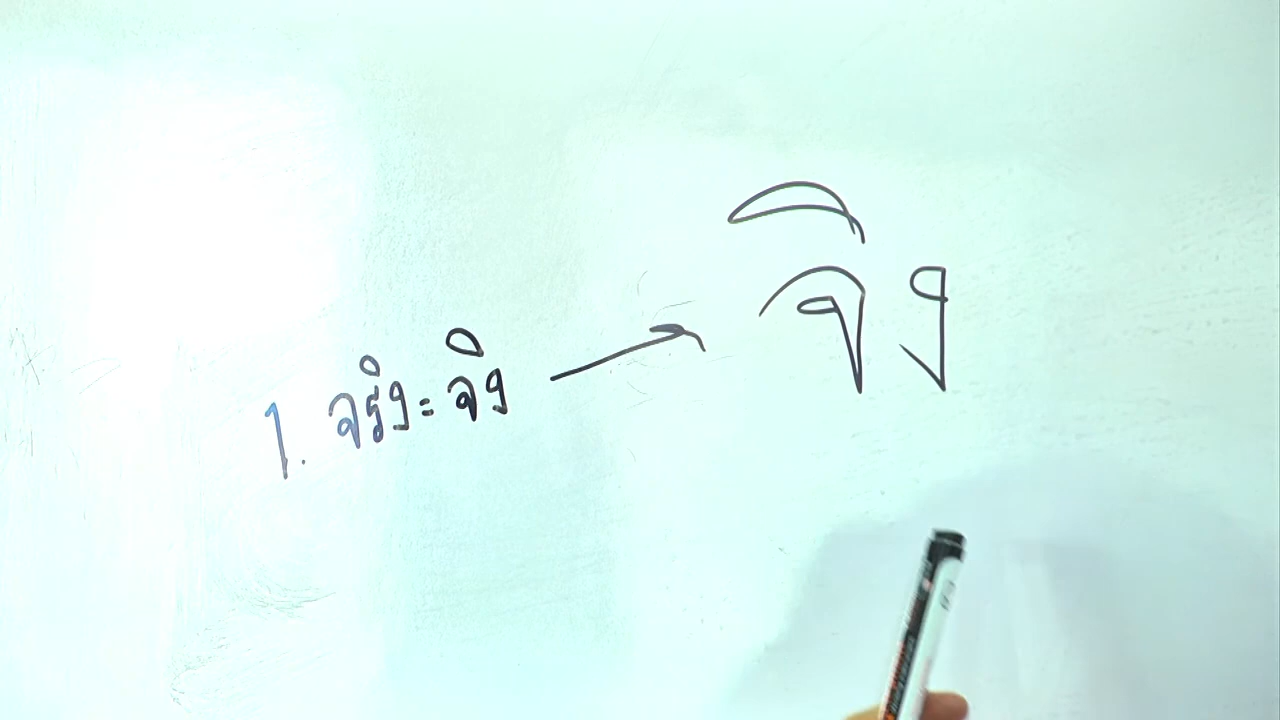 1. จริง = จิง → จิง